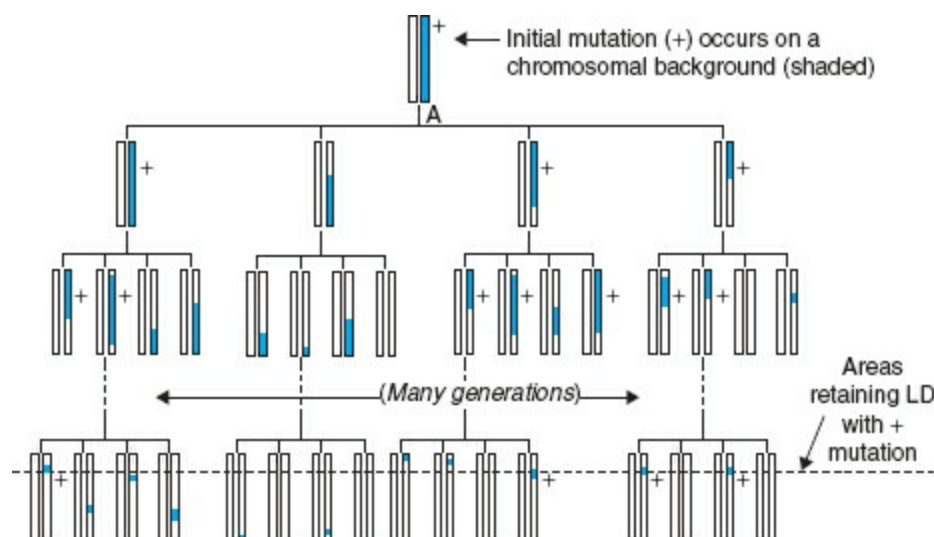 +
Initial mutation (+) occurs on a
chromosomal background (shaded)
A
+
+
+
+ + + + + + +
Areas
retaining LD
with +
mutation
(Many generations)
+ + + +